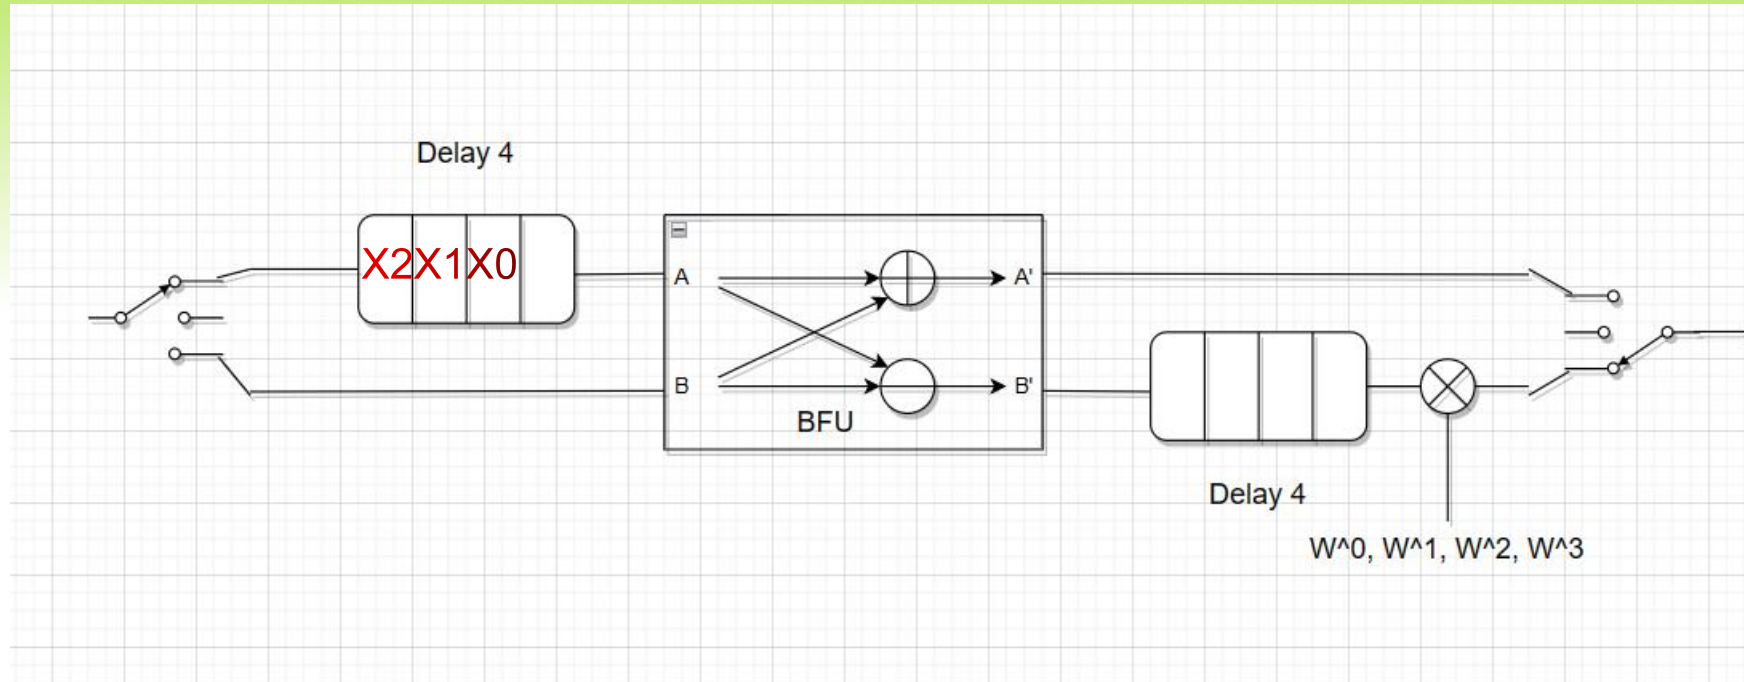 Delay 4
X2X1X0
A
A'
B
B'
BFU
Delay 4
W^0, W^1, W^2, W^3